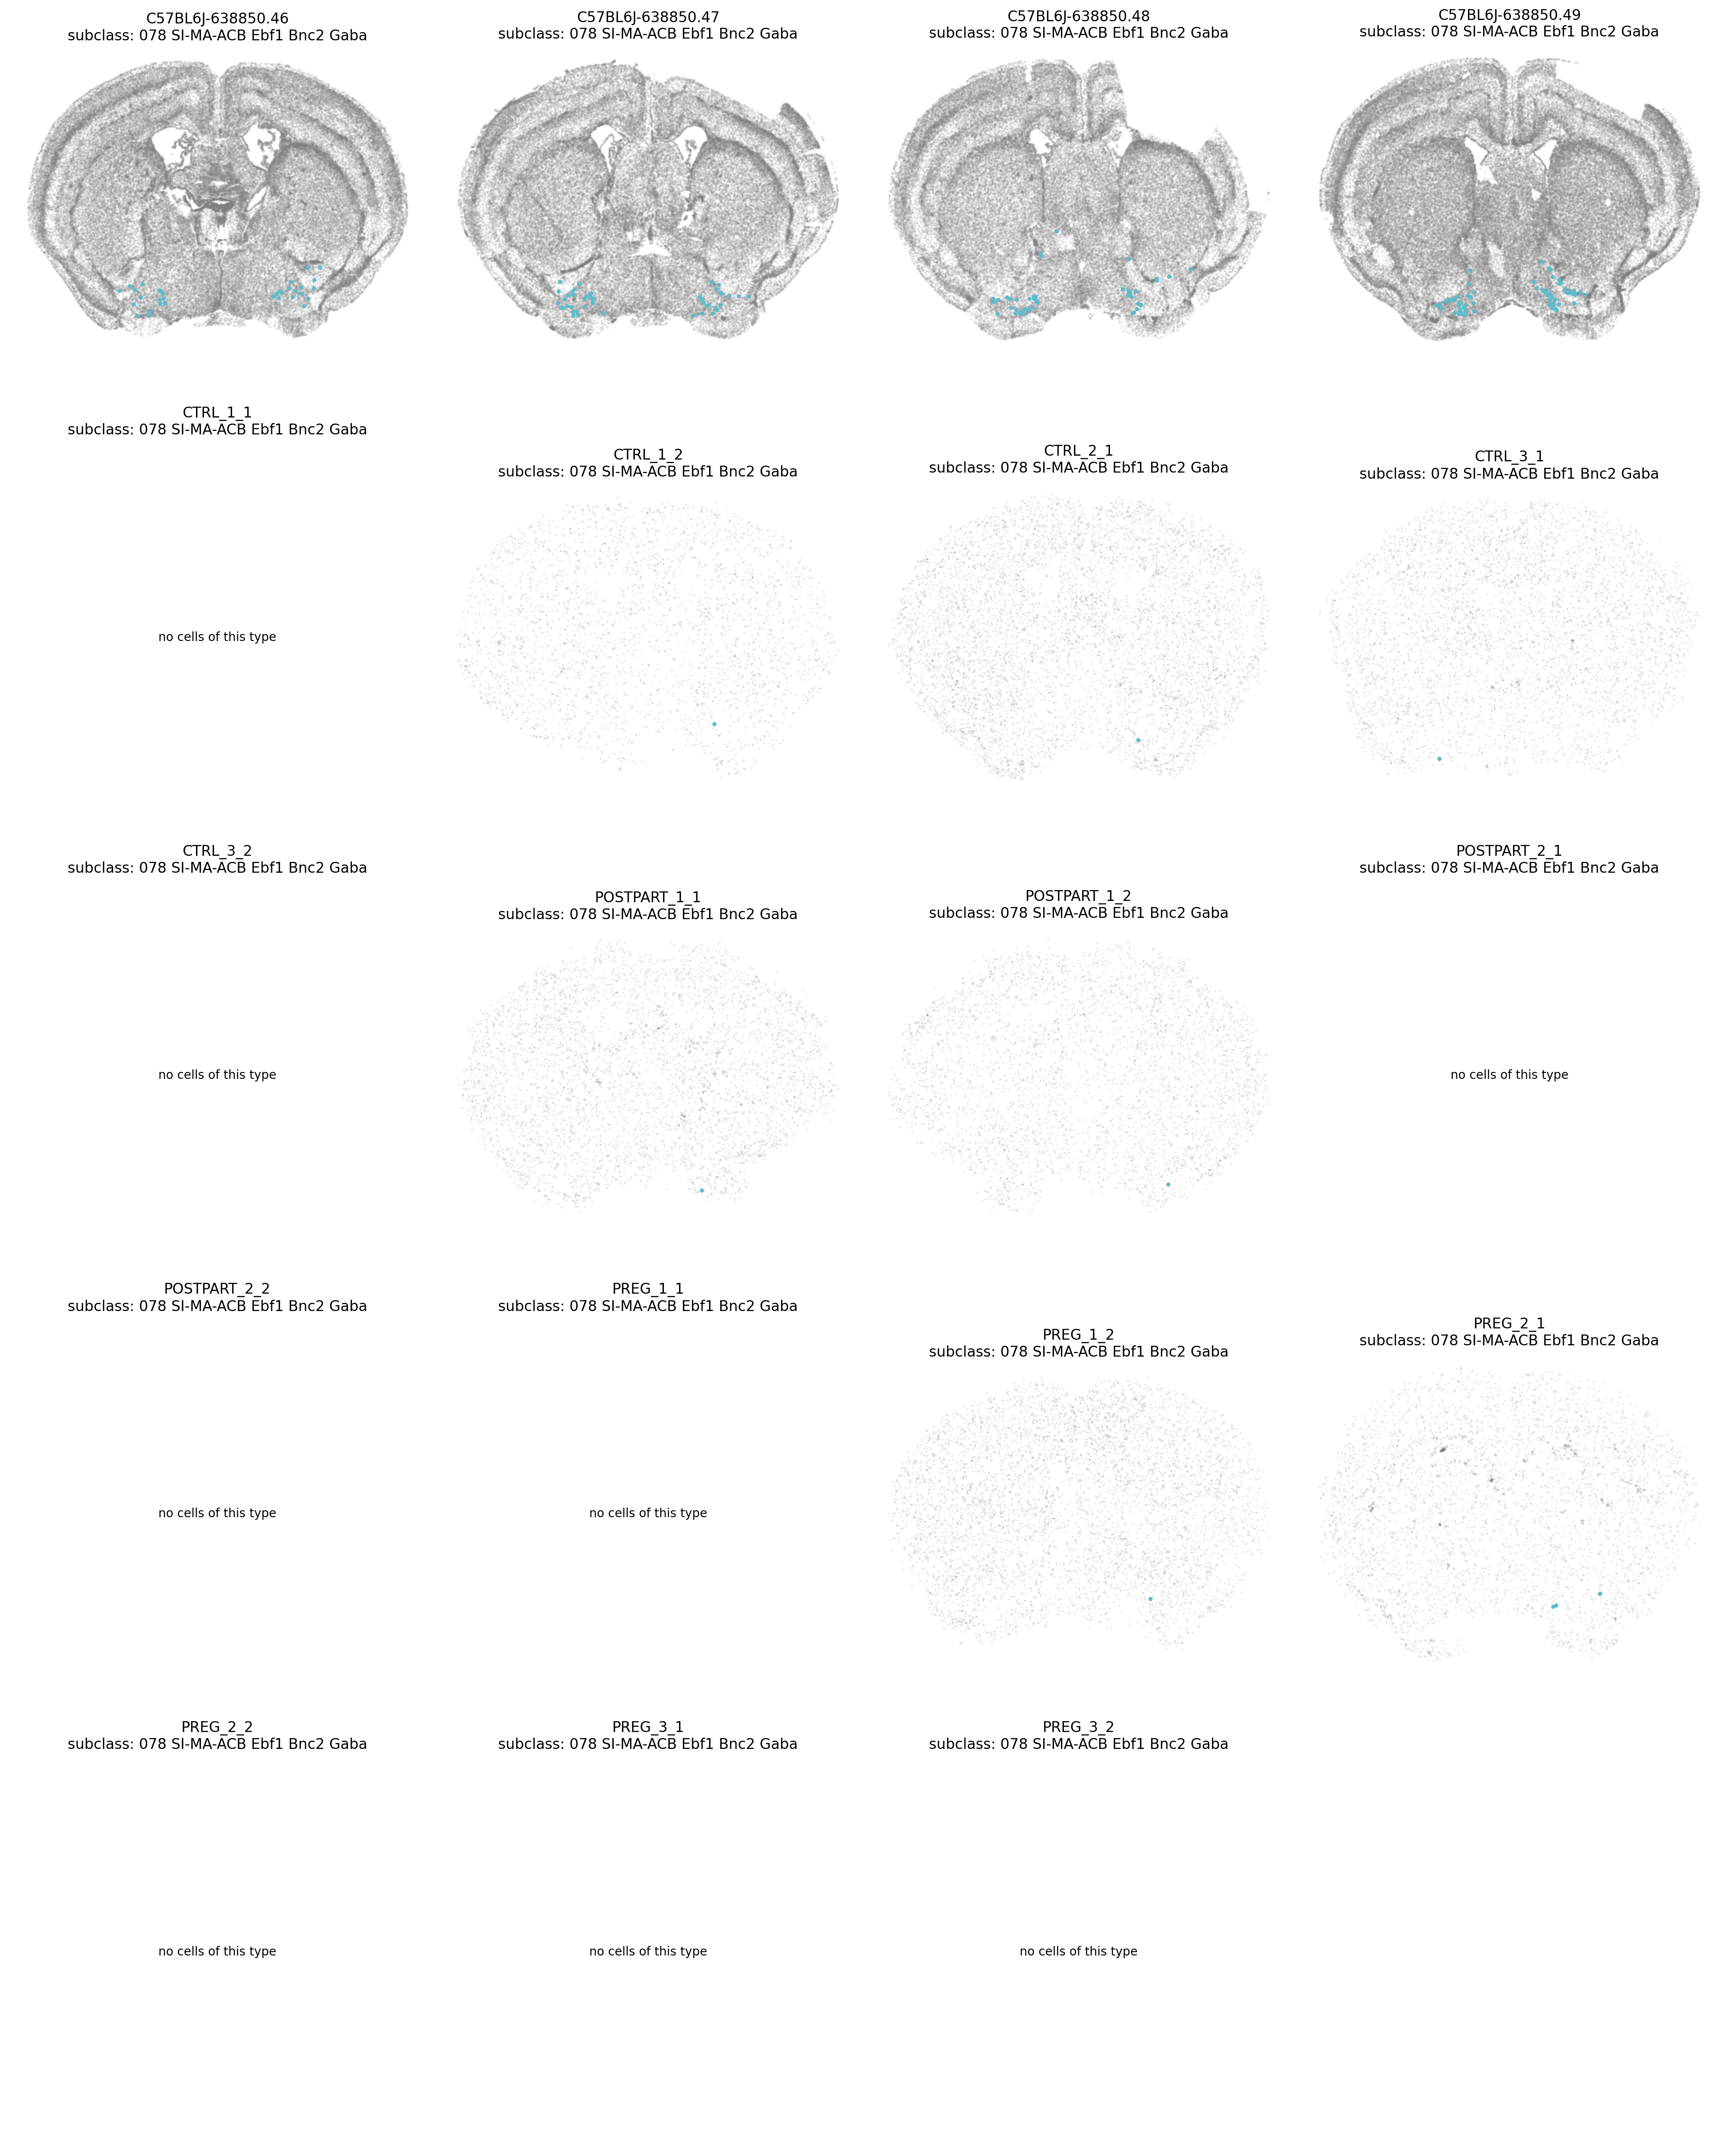 C57BL6J-638850.46
subclass: 078 SI-MA-ACB Ebf1 Bnc2 Gaba
C57BL6J-638850.47
subclass: 078 SI-MA-ACB Ebf1 Bnc2 Gaba
C57BL6J-638850.48
subclass: 078 SI-MA-ACB Ebf1 Bnc2 Gaba
C57BL6J-638850.49
subclass: 078 SI-MA-ACB Ebf1 Bnc2 Gaba
CTRL_1_1
subclass: 078 SI-MA-ACB Ebf1 Bnc2 Gaba
no cells of this type
CTRL_1_2
subclass: 078 SI-MA-ACB Ebf1 Bnc2 Gaba
CTRL_2_1
subclass: 078 SI-MA-ACB Ebf1 Bnc2 Gaba
CTRL_3_1
subclass: 078 SI-MA-ACB Ebf1 Bnc2 Gaba
CTRL_3_2
subclass: 078 SI-MA-ACB Ebf1 Bnc2 Gaba
no cells of this type
POSTPART_1_1
subclass: 078 SI-MA-ACB Ebf1 Bnc2 Gaba
POSTPART_1_2
subclass: 078 SI-MA-ACB Ebf1 Bnc2 Gaba
POSTPART_2_1
subclass: 078 SI-MA-ACB Ebf1 Bnc2 Gaba
no cells of this type
POSTPART_2_2
subclass: 078 SI-MA-ACB Ebf1 Bnc2 Gaba
no cells of this type
PREG_1_1
subclass: 078 SI-MA-ACB Ebf1 Bnc2 Gaba
no cells of this type
PREG_1_2
subclass: 078 SI-MA-ACB Ebf1 Bnc2 Gaba
PREG_2_1
subclass: 078 SI-MA-ACB Ebf1 Bnc2 Gaba
PREG_2_2
subclass: 078 SI-MA-ACB Ebf1 Bnc2 Gaba
no cells of this type
PREG_3_1
subclass: 078 SI-MA-ACB Ebf1 Bnc2 Gaba
no cells of this type
PREG_3_2
subclass: 078 SI-MA-ACB Ebf1 Bnc2 Gaba
no cells of this type